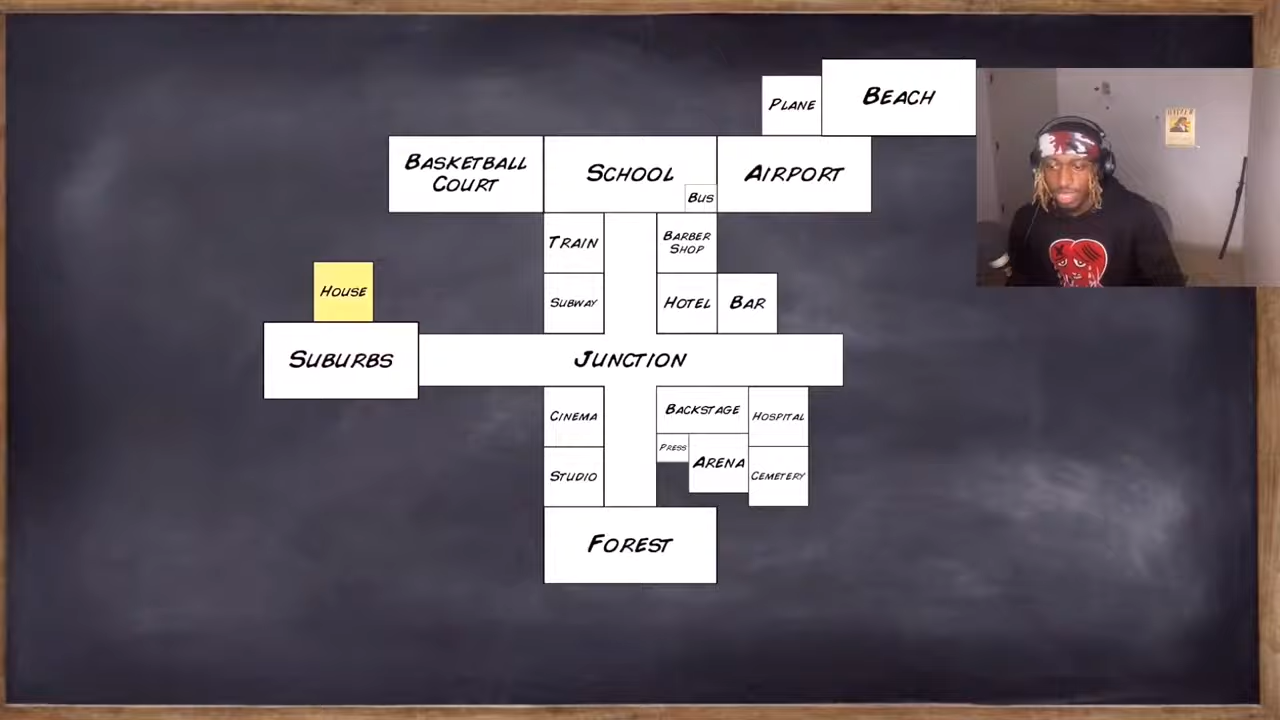 Beach
Plane
Basketball
Court
School
Airport
Bus
Train
Barber
Shop
House
Subway
Hotel
Bar
Suburbs
Junction
Cinema
Backstage
Hospital
Press
Arena
Studio
Cemetery
Forest